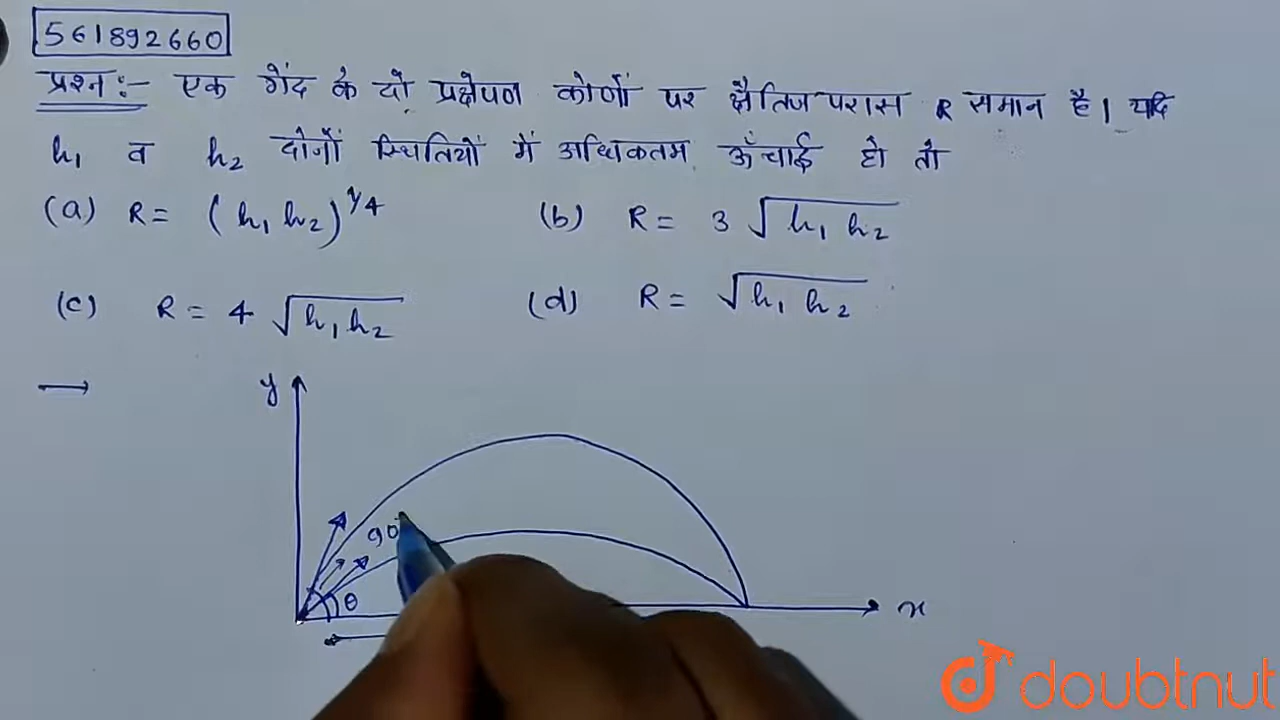 561892660
प्रश्न :- एक गेंद के दो प्रक्षेपण कोणों पर क्षैतिज परास R समान है। यदि
h₁ व h₂ दोनों स्थितियों में अधिकतम ऊँचाई हो तो
(a) R = (h₁ h₂)^1/4 (b) R = 3 √h₁ h₂
(c) R = 4 √h₁ h₂ (d) R = √h₁ h₂
y
90
θ
x
doubtnut